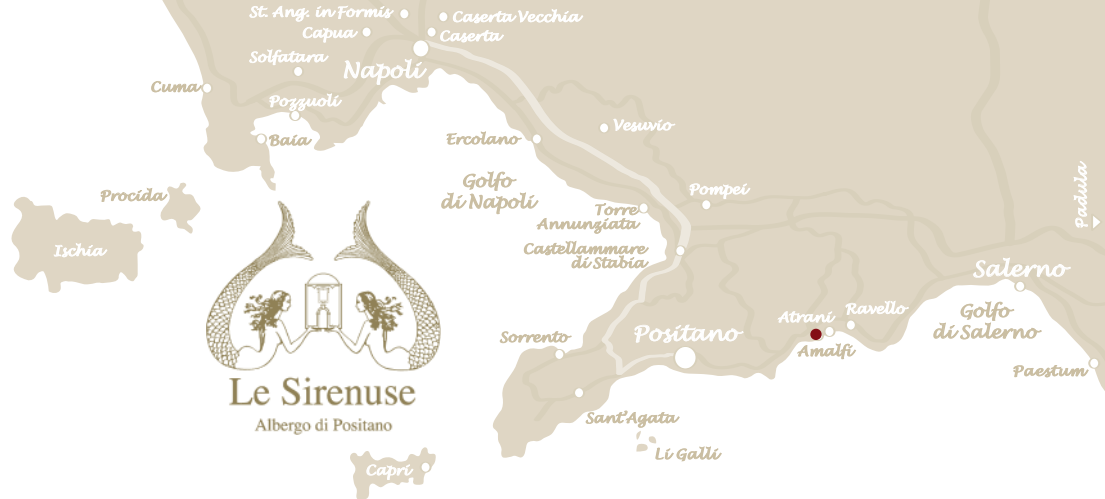 St. Ang. in Formis
Caserta Vecchia
Capua
Caserta
Solfatara
Napoli
Cuma
Pozzuoli
Vesuvio
Baia
Ercolano
Golfo
di Napoli
Pompei
Procida
Torre
Annunziata
Padula
Ischia
Castellammare
di Stabia
Salerno
Golfo
di Salerno
Atrani
Ravello
Positano
Sorrento
Amalfi
Paestum
Le Sirenuse
Albergo di Positano
Sant'Agata
Li Galli
Capri